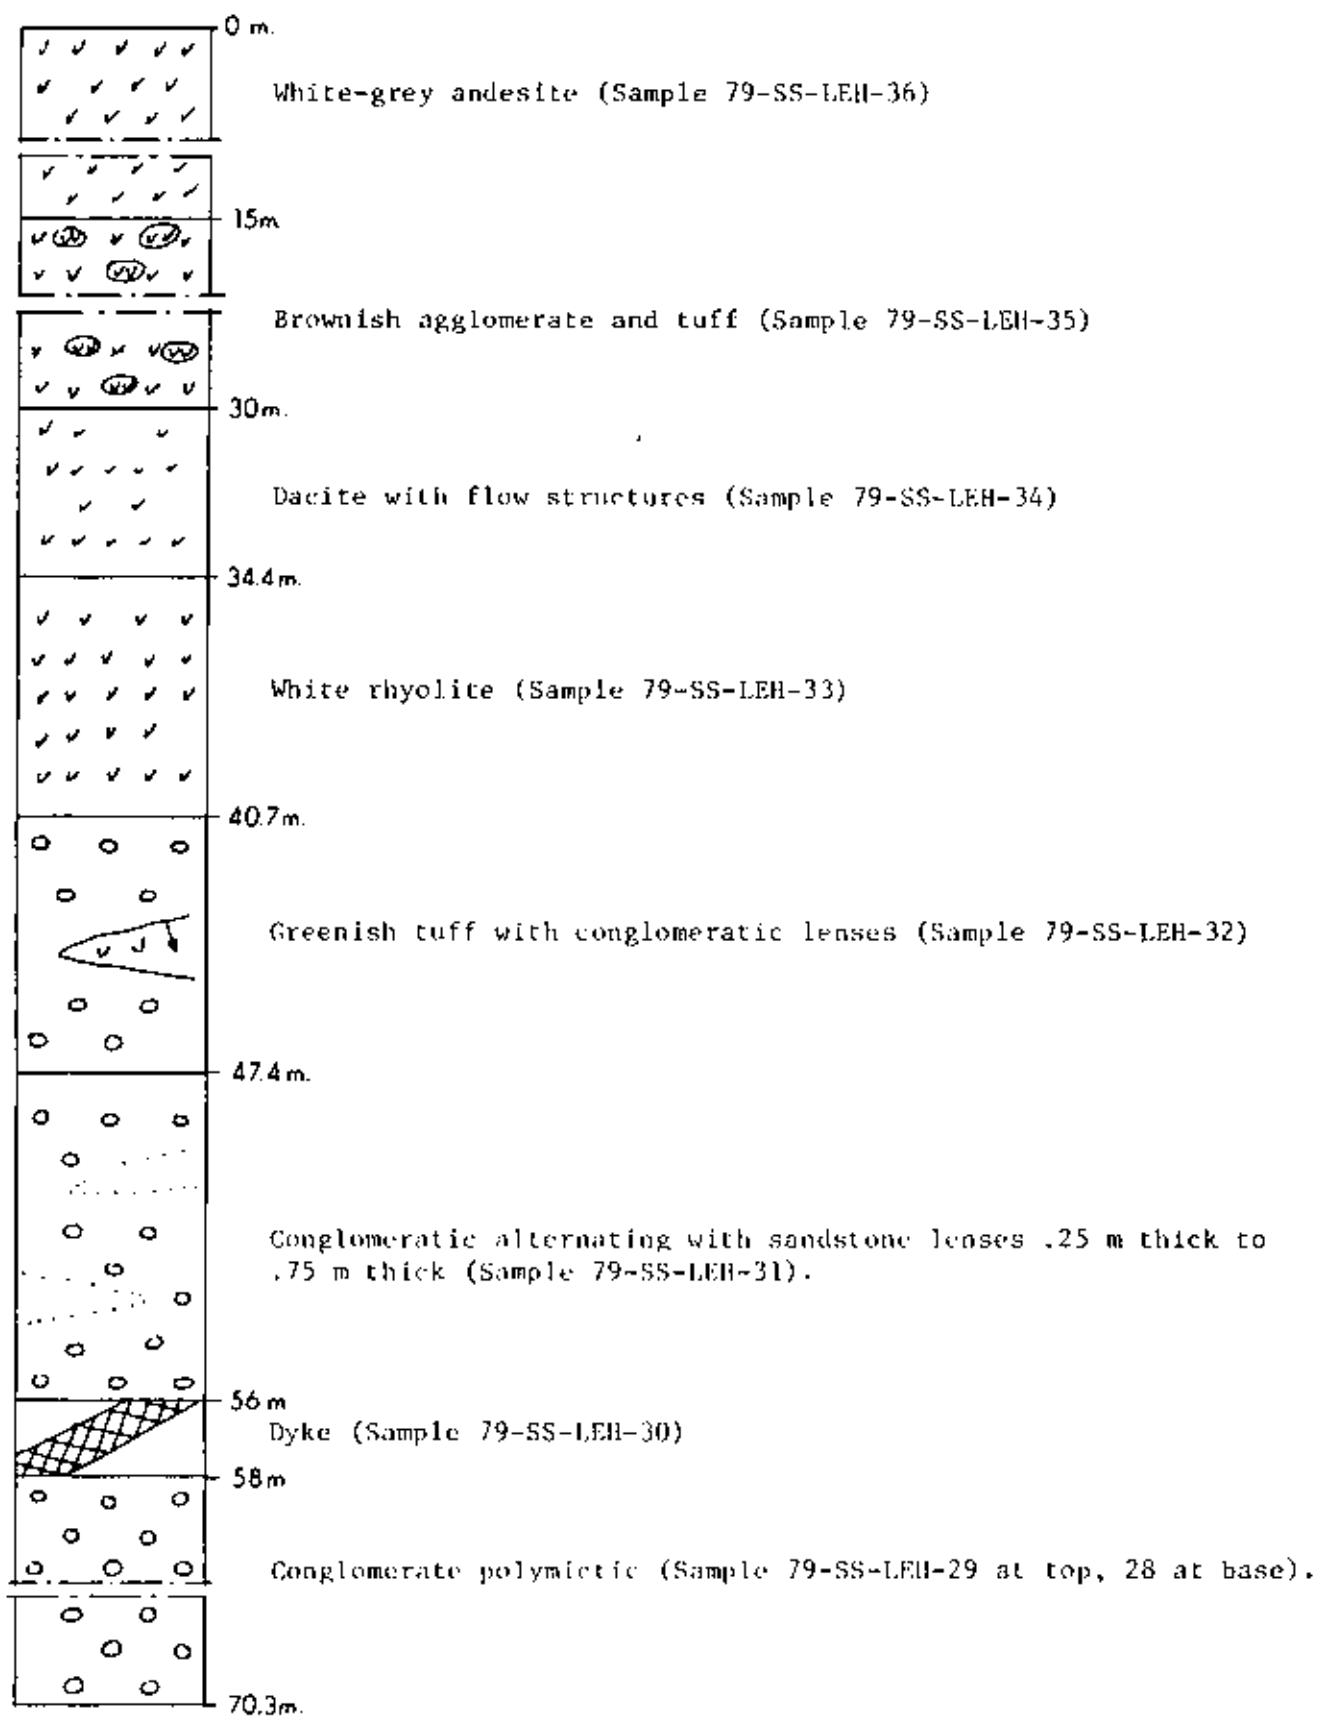 0 m.
White-grey andesite (Sample 79-SS-LEH-36)
15m
Brownish agglomerate and tuff (Sample 79-SS-LEH-35)
30m.
Dacite with flow structures (Sample 79-SS-LEH-34)
34.4m.
White rhyolite (Sample 79-SS-LEH-33)
40.7m.
Greenish tuff with conglomeratic lenses (Sample 79-SS-LEH-32)
47.4m.
Conglomeratic alternating with sandstone lenses .25 m thick to
.75 m thick (Sample 79-SS-LEH-31).
56 m
Dyke (Sample 79-SS-LEH-30)
58m
Conglomerate polymictic (Sample 79-SS-LEH-29 at top, 28 at base).
70.3m.